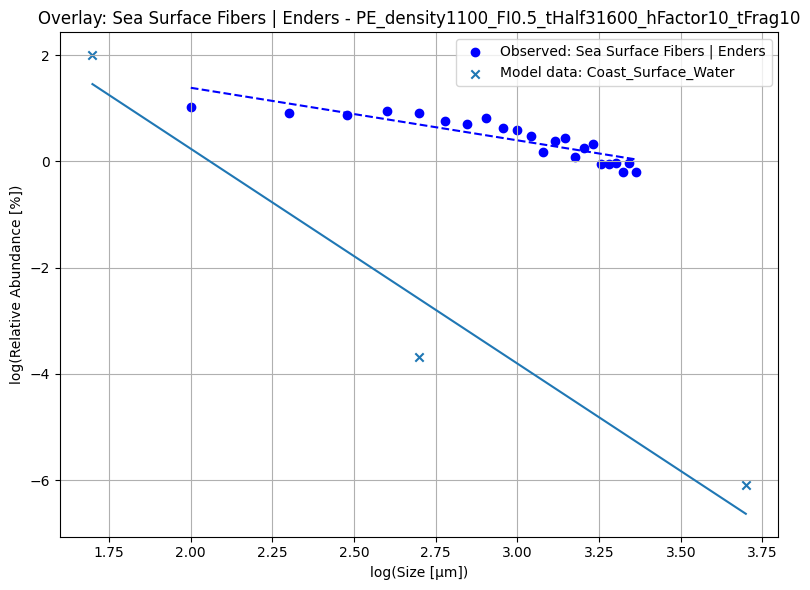 Overlay: Sea Surface Fibers | Enders - PE_density1100_FI0.5_tHalf31600_hFactor10_tFrag10
Observed: Sea Surface Fibers | Enders
Model data: Coast_Surface_Water
log(Relative Abundance [%])
2
0
−2
−4
−6
1.75 2.00 2.25 2.50 2.75 3.00 3.25 3.50 3.75
log(Size [μm])